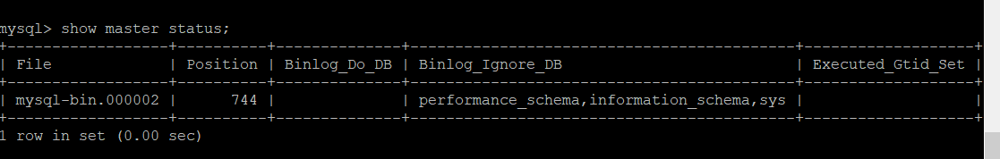 mysql> show master status;
+------------------+----------+--------------+-------------------------------------------+-------------------+
| File             | Position | Binlog_Do_DB | Binlog_Ignore_DB                          | Executed_Gtid_Set |
+------------------+----------+--------------+-------------------------------------------+-------------------+
| mysql-bin.000002 |      744 |              | performance_schema,information_schema,sys |                   |
+------------------+----------+--------------+-------------------------------------------+-------------------+
1 row in set (0.00 sec)